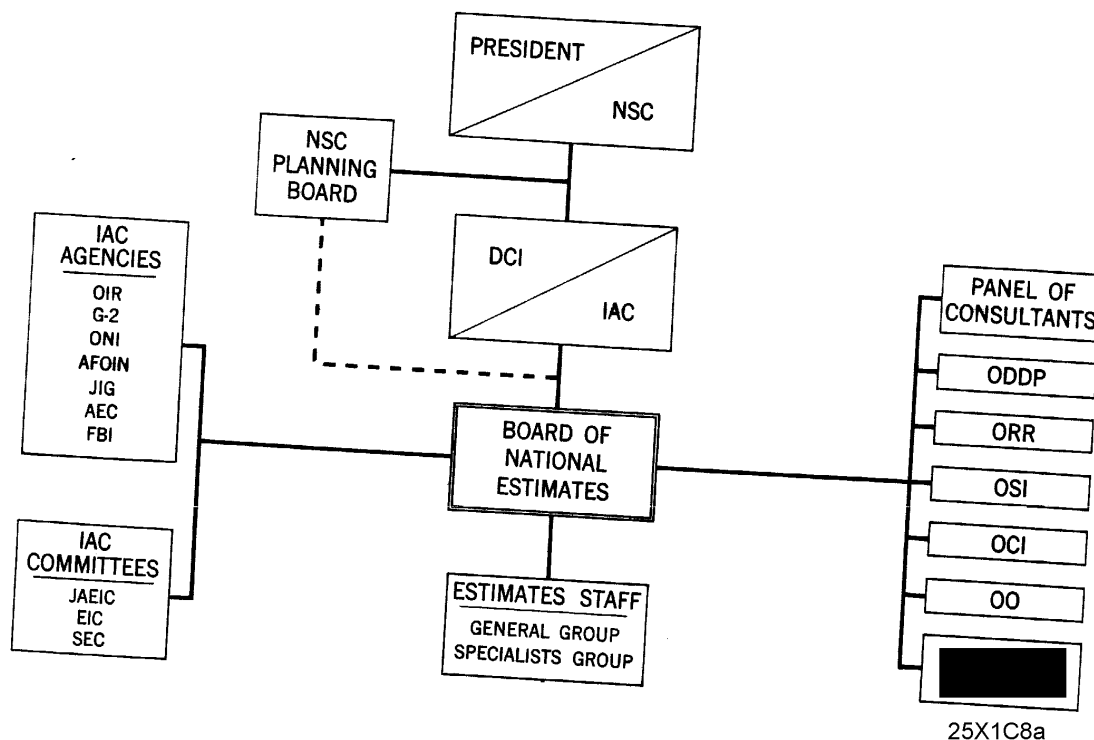 PRESIDENT
NSC
NSC
PLANNING
BOARD
DCI
IAC
IAC
AGENCIES
OIR
G-2
ONI
AFOIN
JIG
AEC
FBI
IAC
COMMITTEES
JAEIC
EIC
SEC
BOARD OF
NATIONAL
ESTIMATES
ESTIMATES STAFF
GENERAL GROUP
SPECIALISTS GROUP
PANEL OF
CONSULTANTS
ODDP
ORR
OSI
OCI
OO
25X1C8a